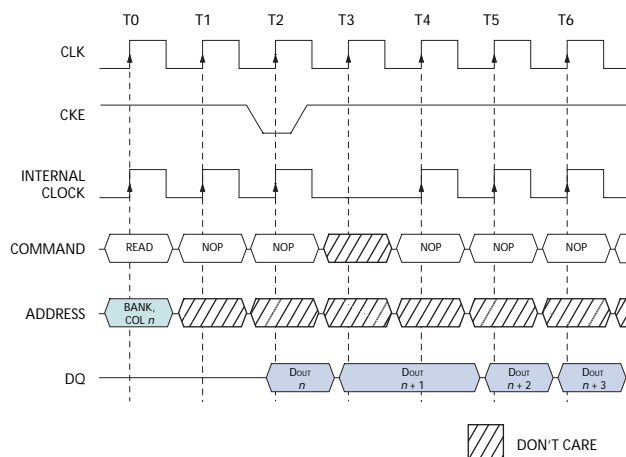 T0 T1 T2 T3 T4 T5 T6
CLK
CKE
INTERNAL
CLOCK
COMMAND READ NOP NOP NOP NOP NOP
ADDRESS BANK,
COL n
DQ DOUT n DOUT n + 1 DOUT n + 2 DOUT n + 3
DON'T CARE